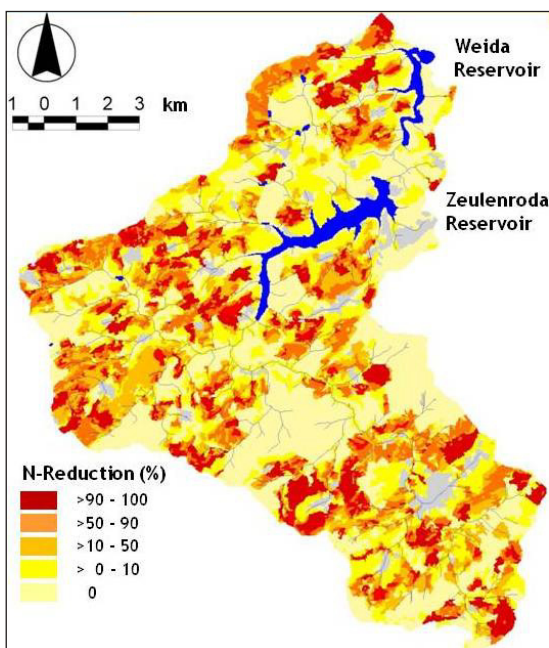 Weida
Reservoir
1 0 1 2 3 km
Zeulenroda
Reservoir
N-Reduction (%)
>90 - 100
>50 - 90
>10 - 50
> 0 - 10
0